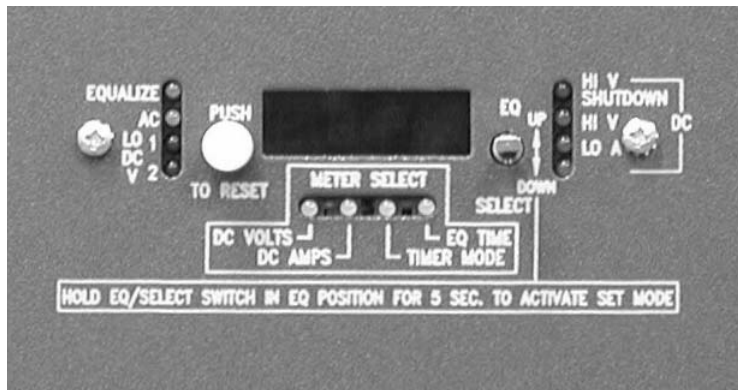 EQUALIZE
AC
LO 1
DC
V 2
PUSH
TO RESET
METER SELECT
DC VOLTS
DC AMPS
EQ TIME
TIMER MODE
EQ
UP
DOWN
SELECT
HI V
SHUTDOWN
HI V
LO A
DC
HOLD EQ/SELECT SWITCH IN EQ POSITION FOR 5 SEC. TO ACTIVATE SET MODE